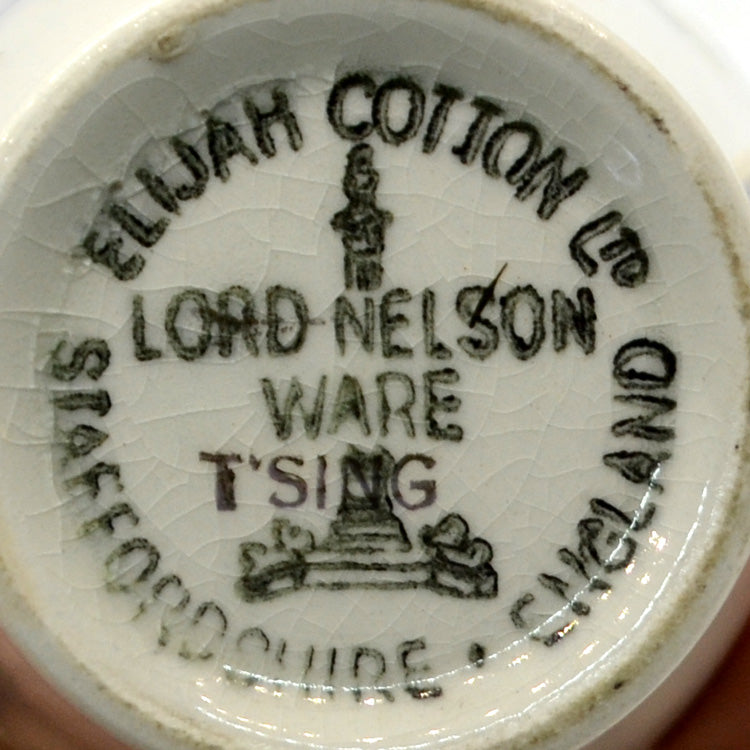 ELIJAH COTTON LTD
LORD NELSON
WARE
T'SING
STAFFORDSHIRE • ENGLAND